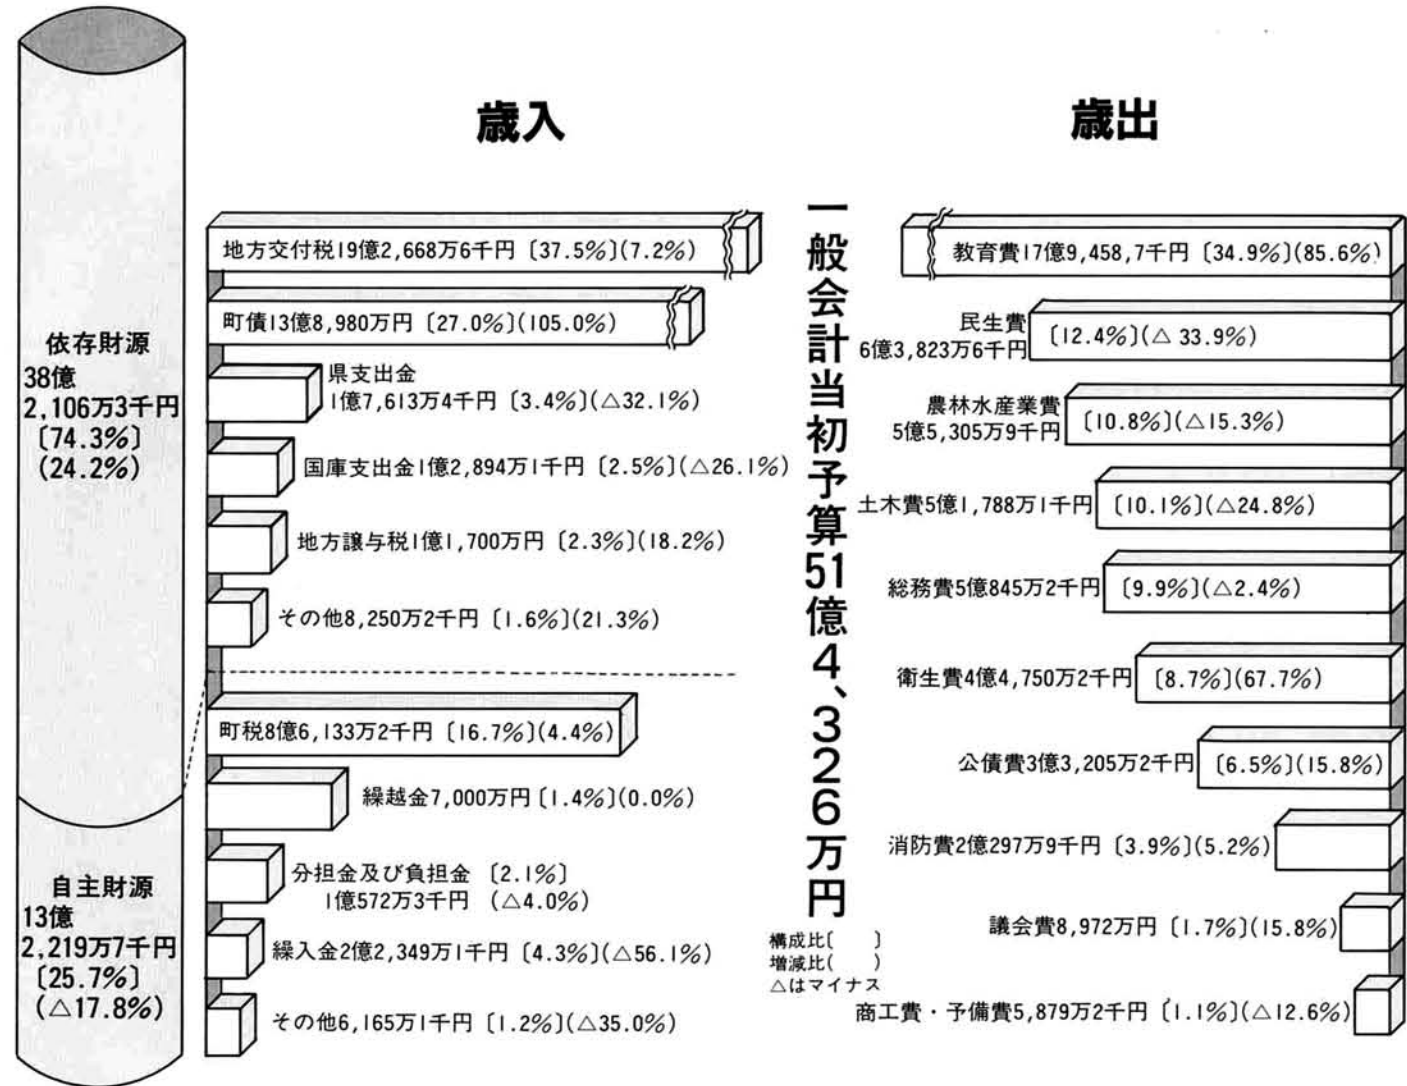 歳入
歳出
依存財源
38億
2,106万3千円
〔74.3%〕
(24.2%)
自主財源
13億
2,219万7千円
〔25.7%〕
(△17.8%)
地方交付税19億2,668万6千円〔37.5%〕(7.2%)
町債13億8,980万円〔27.0%〕(105.0%)
県支出金
1億7,613万4千円〔3.4%〕(△32.1%)
国庫支出金1億2,894万1千円〔2.5%〕(△26.1%)
地方譲与税1億1,700万円〔2.3%〕(18.2%)
その他8,250万2千円〔1.6%〕(21.3%)
町税8億6,133万2千円〔16.7%〕(4.4%)
繰越金7,000万円〔1.4%〕(0.0%)
分担金及び負担金〔2.1%〕
1億572万3千円 (△4.0%)
繰入金2億2,349万1千円〔4.3%〕(△56.1%)
その他6,165万1千円〔1.2%〕(△35.0%)
一般会計当初予算51億4、326万円
構成比〔 〕
増減比( )
△はマイナス
教育費17億9,458,7千円〔34.9%〕(85.6%)
民生費
6億3,823万6千円〔12.4%〕(△33.9%)
農林水産業費
5億5,305万9千円〔10.8%〕(△15.3%)
土木費5億1,788万1千円〔10.1%〕(△24.8%)
総務費5億845万2千円〔9.9%〕(△2.4%)
衛生費4億4,750万2千円〔8.7%〕(67.7%)
公債費3億3,205万2千円〔6.5%〕(15.8%)
消防費2億297万9千円〔3.9%〕(5.2%)
議会費8,972万円〔1.7%〕(15.8%)
商工費・予備費5,879万2千円〔1.1%〕(△12.6%)